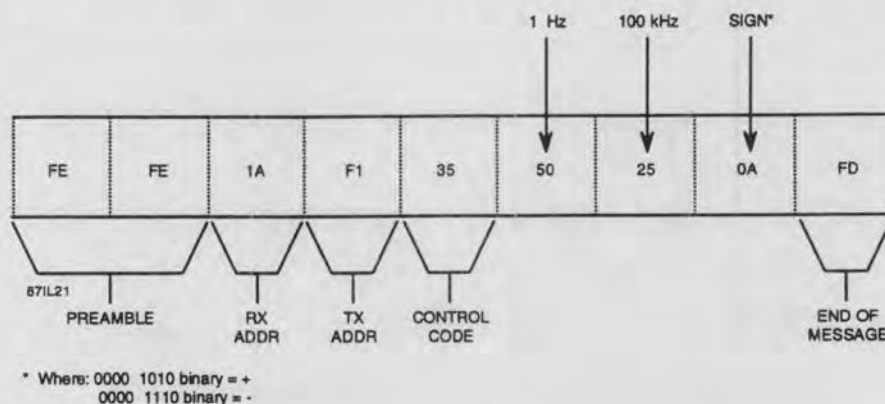 1 Hz 100 kHz SIGN*
FE FE 1A F1 35 50 25 0A FD
871L21
PREAMBLE RX ADDR TX ADDR CONTROL CODE END OF MESSAGE
* Where: 0000 1010 binary = +
0000 1110 binary = -